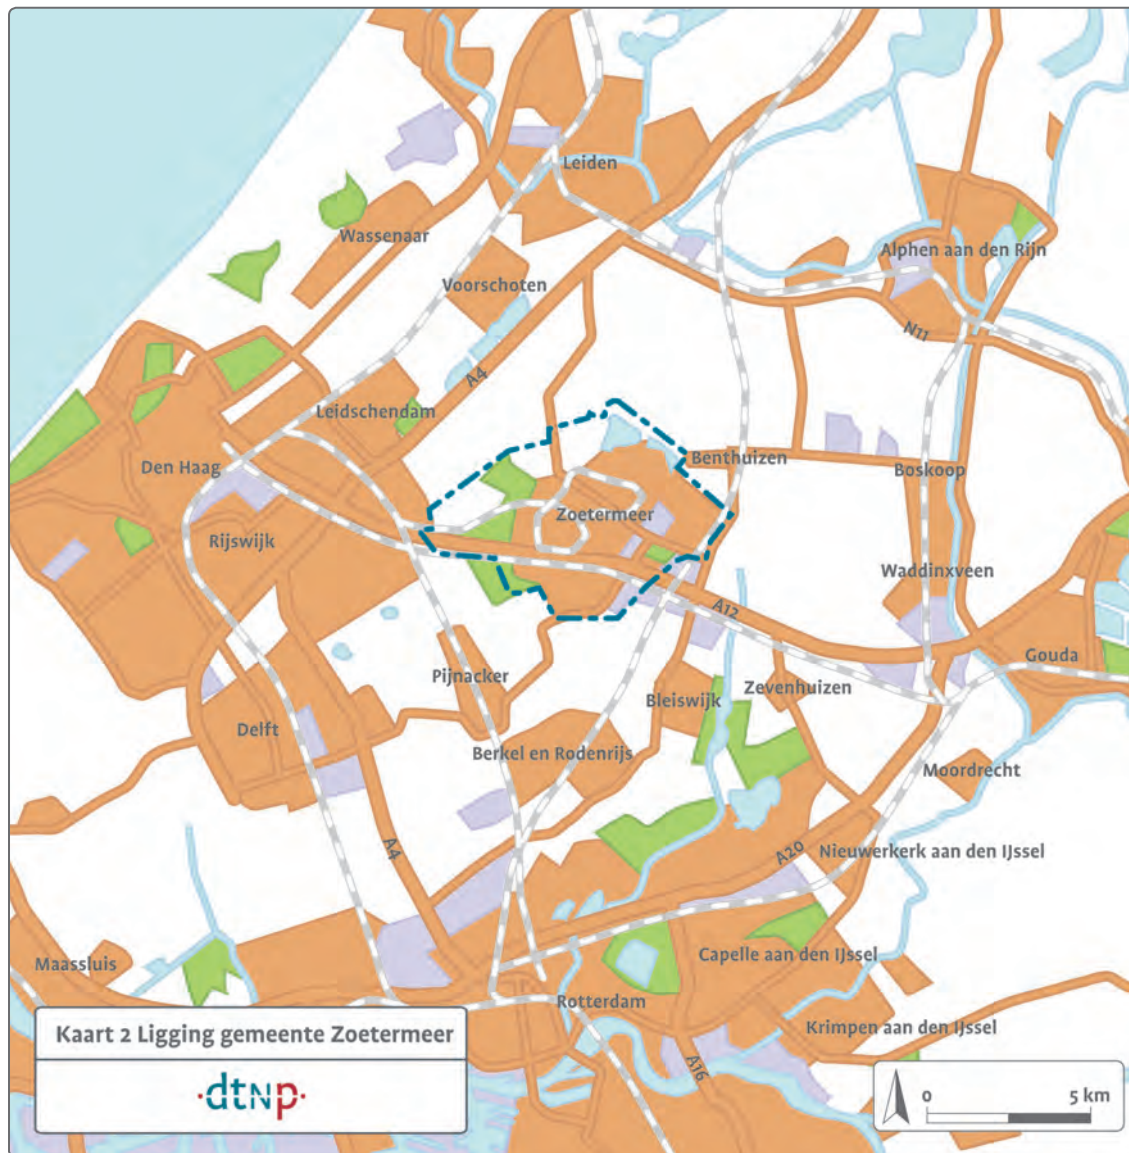 Leiden
Wassenaar
Alphen aan den Rijn
Voorschoten
N11
A4
Leidschendam
Den Haag
Benthuizen
Boskoop
Zoetermeer
Rijswijk
Waddinxveen
A12
Gouda
Pijnacker
Bleiswijk
Zevenhuizen
Delft
Berkel en Rodenrijs
Moordrecht
A4
A20
Nieuwerkerk aan den IJssel
Maassluis
Capelle aan den IJssel
Rotterdam
Krimpen aan den IJssel
A16
Kaart 2 Ligging gemeente Zoetermeer
·dtnp·
0 5 km